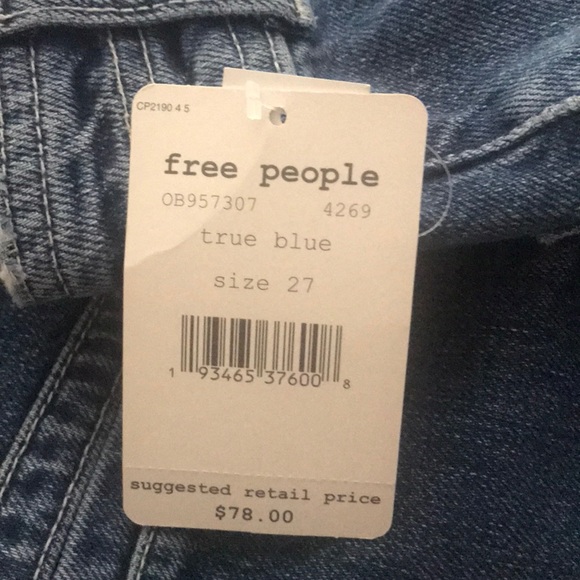 CP2190 4 5
free people
OB957307 4269
true blue
size 27
1 93465 37600 8
suggested retail price
$78.00